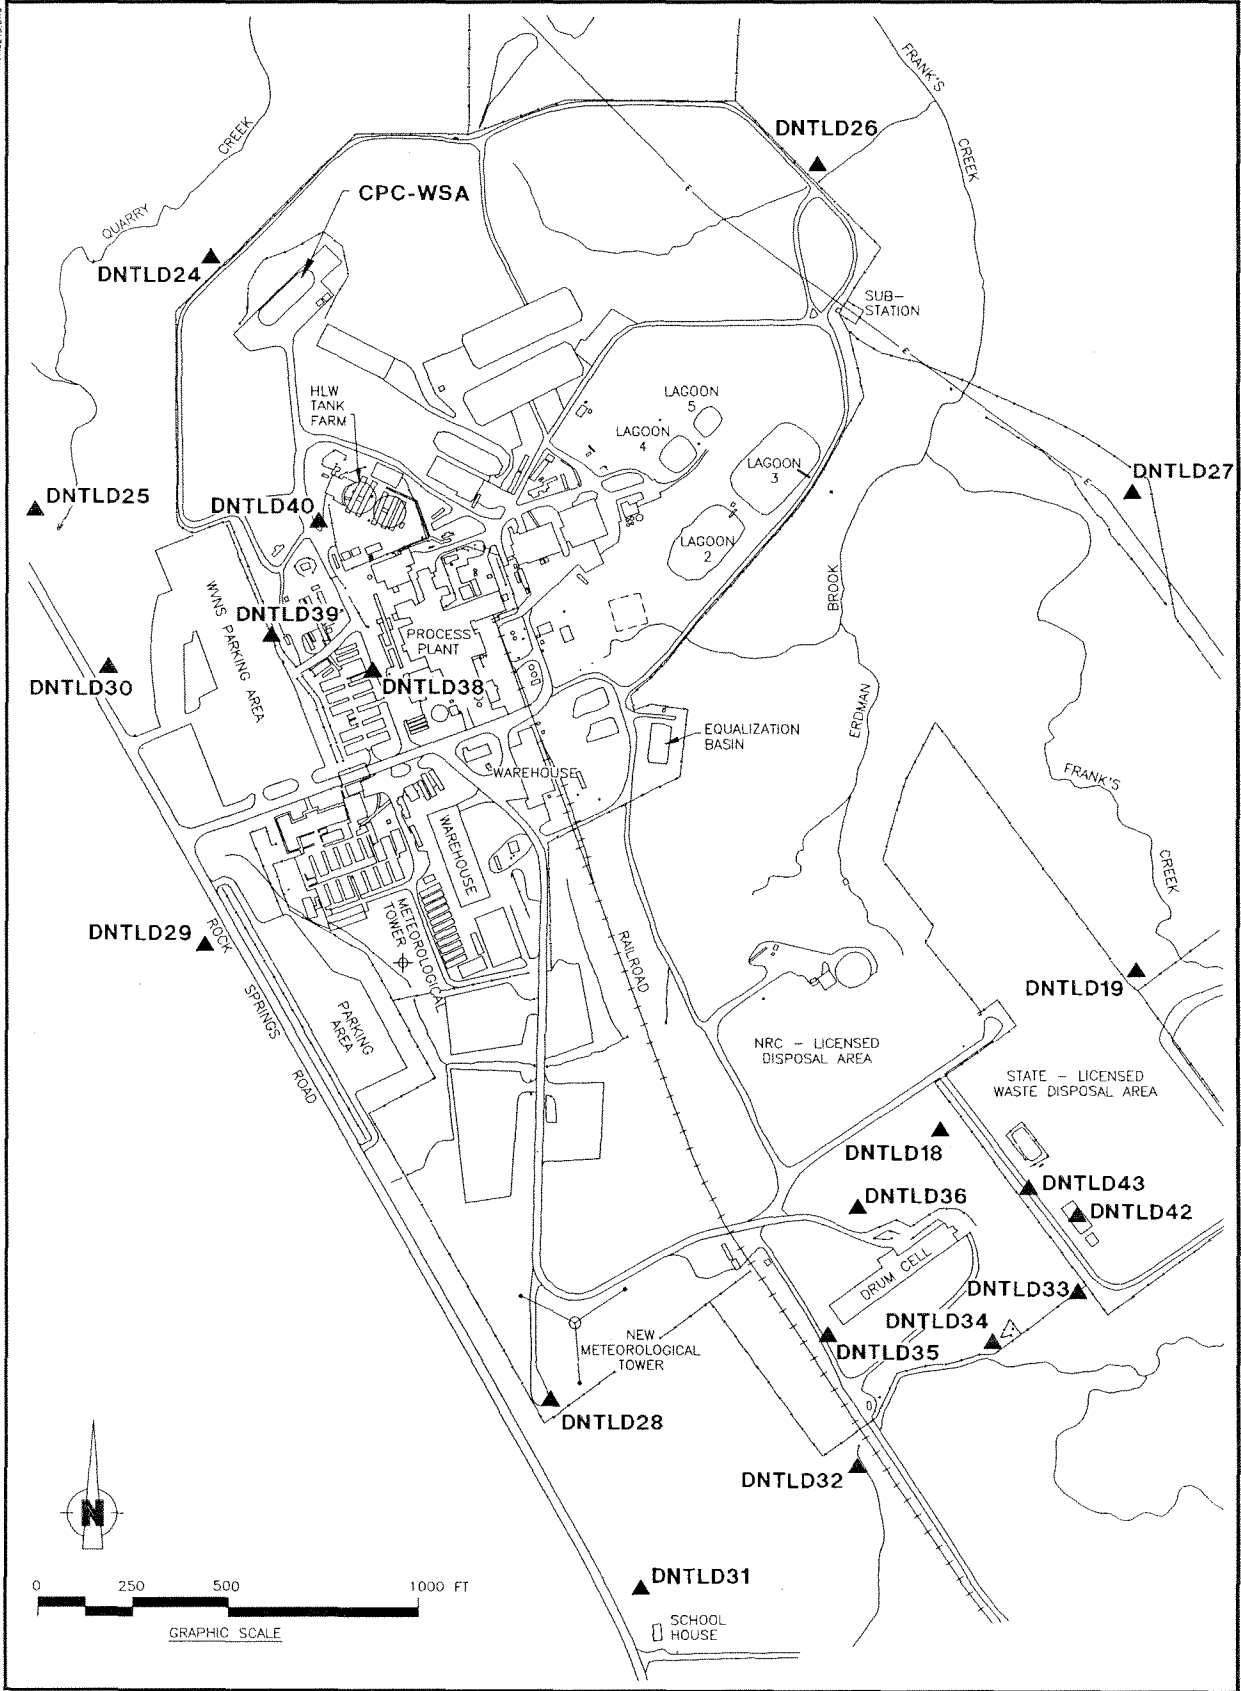 FRANK'S
CREEK
DNTLD26
CREEK
QUARRY
CPC-WSA
DNTLD24
SUB-
STATION
E
E
E
HLW
TANK
FARM
LAGOON
5
LAGOON
4
LAGOON
3
LAGOON
2
DNTLD27
DNTLD25
DNTLD40
BROOK
ERDMAN
WVNS PARKING AREA
DNTLD39
PROCESS
PLANT
DNTLD38
DNTLD30
EQUALIZATION
BASIN
WAREHOUSE
FRANK'S
CREEK
WAREHOUSE
METEOROLOGICAL
TOWER
DNTLD29
ROCK
SPRINGS
ROAD
PARKING
AREA
RAILROAD
DNTLD19
NRC – LICENSED
DISPOSAL AREA
STATE – LICENSED
WASTE DISPOSAL AREA
DNTLD18
DNTLD43
DNTLD36
DNTLD42
DRUM CELL
DNTLD33
DNTLD34
DNTLD35
NEW
METEOROLOGICAL
TOWER
DNTLD28
DNTLD32
N
DNTLD31
SCHOOL
HOUSE
0 250 500 1000 FT
GRAPHIC SCALE